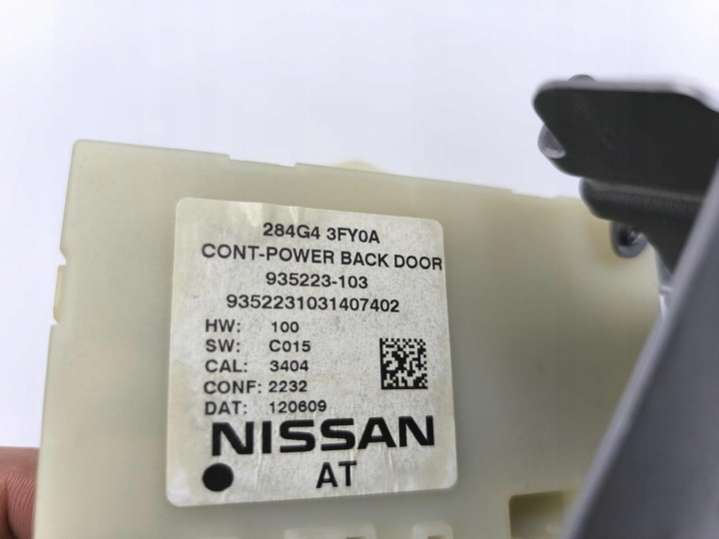 284G4 3FY0A
CONT-POWER BACK DOOR
935223-103
9352231031407402
HW: 100
SW: C015
CAL: 3404
CONF: 2232
DAT: 120609
NISSAN
AT